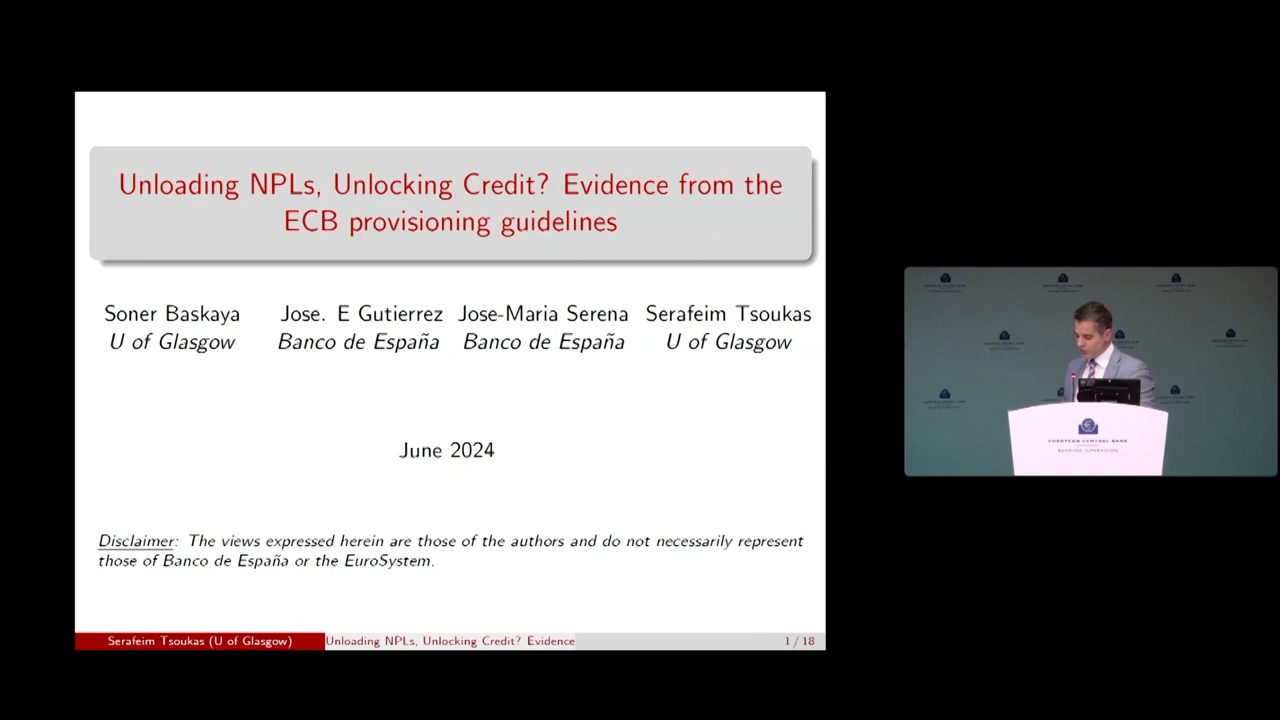 Unloading NPLs, Unlocking Credit? Evidence from the
ECB provisioning guidelines
Soner Baskaya Jose. E Gutierrez Jose-Maria Serena Serafeim Tsoukas
U of Glasgow Banco de España Banco de España U of Glasgow
June 2024
Disclaimer: The views expressed herein are those of the authors and do not necessarily represent
those of Banco de España or the EuroSystem.
Serafeim Tsoukas (U of Glasgow) Unloading NPLs, Unlocking Credit? Evidence 1 / 18
EUROPEAN CENTRAL BANK
BANKING SUPERVISION